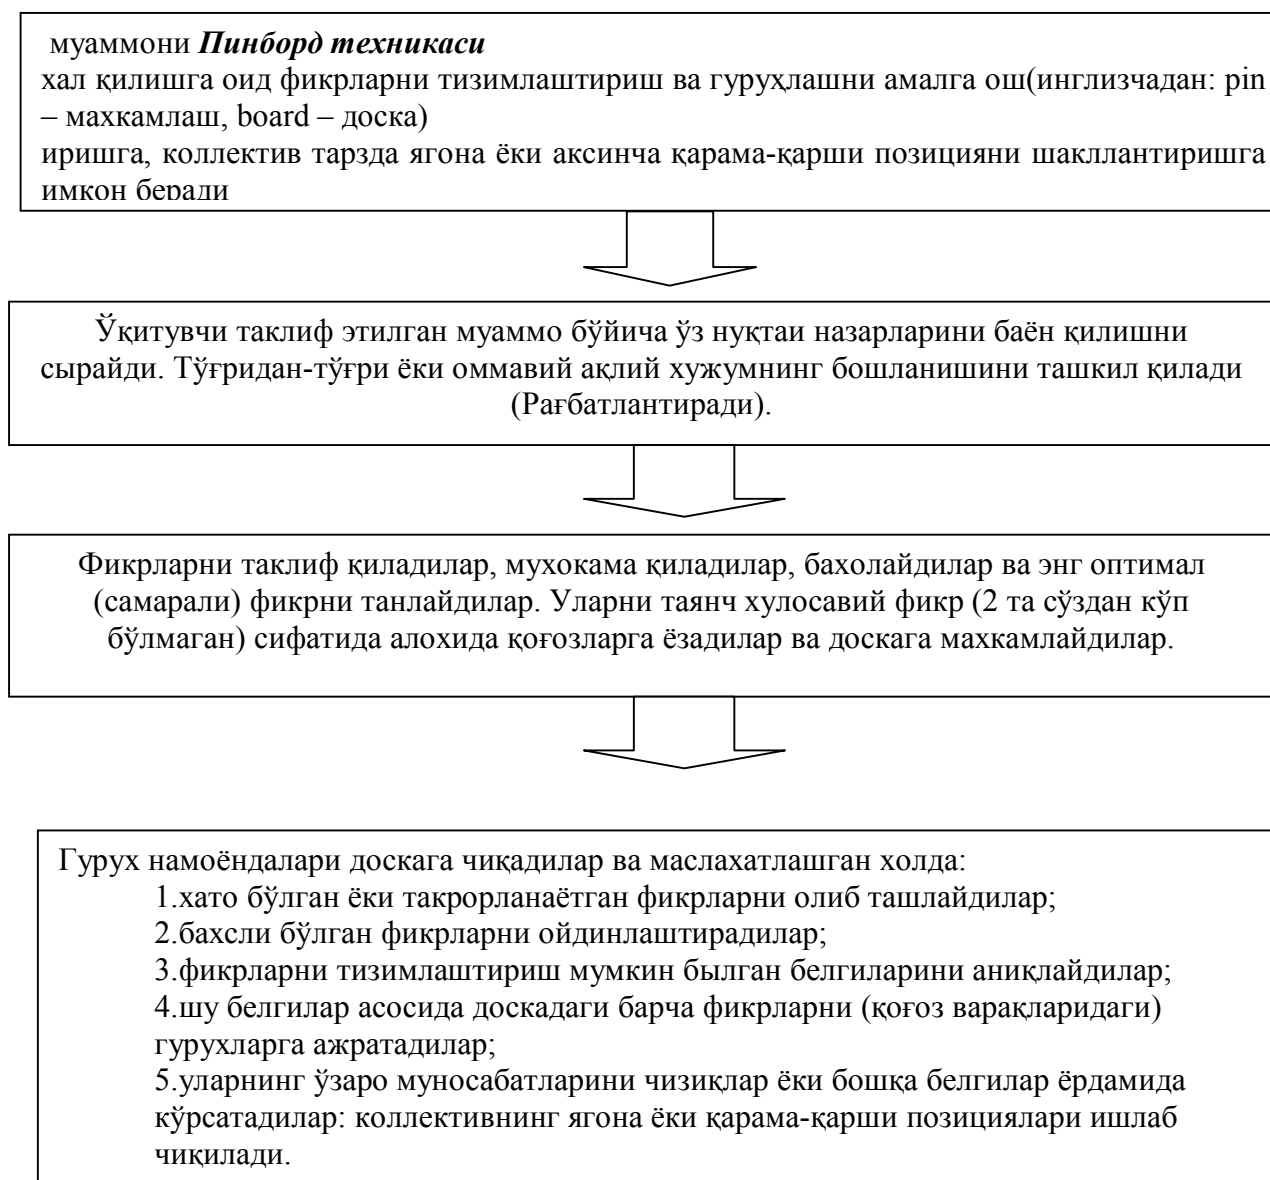 муаммони Пинборд техникаси
хал қилишга оид фикрларни тизимлаштириш ва гуруҳлашни амалга ош(инглизчадан: pin
– махкамлаш, board – доска)
иришга, коллектив тарзда ягона ёки аксинча қарама-қарши позицияни шакллантиришга
имкон беради
Ўқитувчи таклиф этилган муаммо бўйича ўз нуқтаи назарларини баён қилишни
сырайди. Тўғридан-тўғри ёки оммавий ақлий хужумнинг бошланишини ташкил қилади
(Рағбатлантиради).
Фикрларни таклиф қиладилар, мухокама қиладилар, бахолайдилар ва энг оптимал
(самарали) фикрни танлайдилар. Уларни таянч хулосавий фикр (2 та сўздан кўп
бўлмаган) сифатида алохида қоғозларга ёзадилар ва доскага махкамлайдилар.
Гурух намоёндалари доскага чиқадилар ва маслахатлашган холда:
1.хато бўлган ёки такрорланаётган фикрларни олиб ташлайдилар;
2.бахсли бўлган фикрларни ойдинлаштирадилар;
3.фикрларни тизимлаштириш мумкин былган белгиларини аниқлайдилар;
4.шу белгилар асосида доскадаги барча фикрларни (қоғоз варақларидаги)
гурухларга ажратадилар;
5.уларнинг ўзаро муносабатларини чизиқлар ёки бошқа белгилар ёрдамида
кўрсатадилар: коллективнинг ягона ёки қарама-қарши позициялари ишлаб
чиқилади.